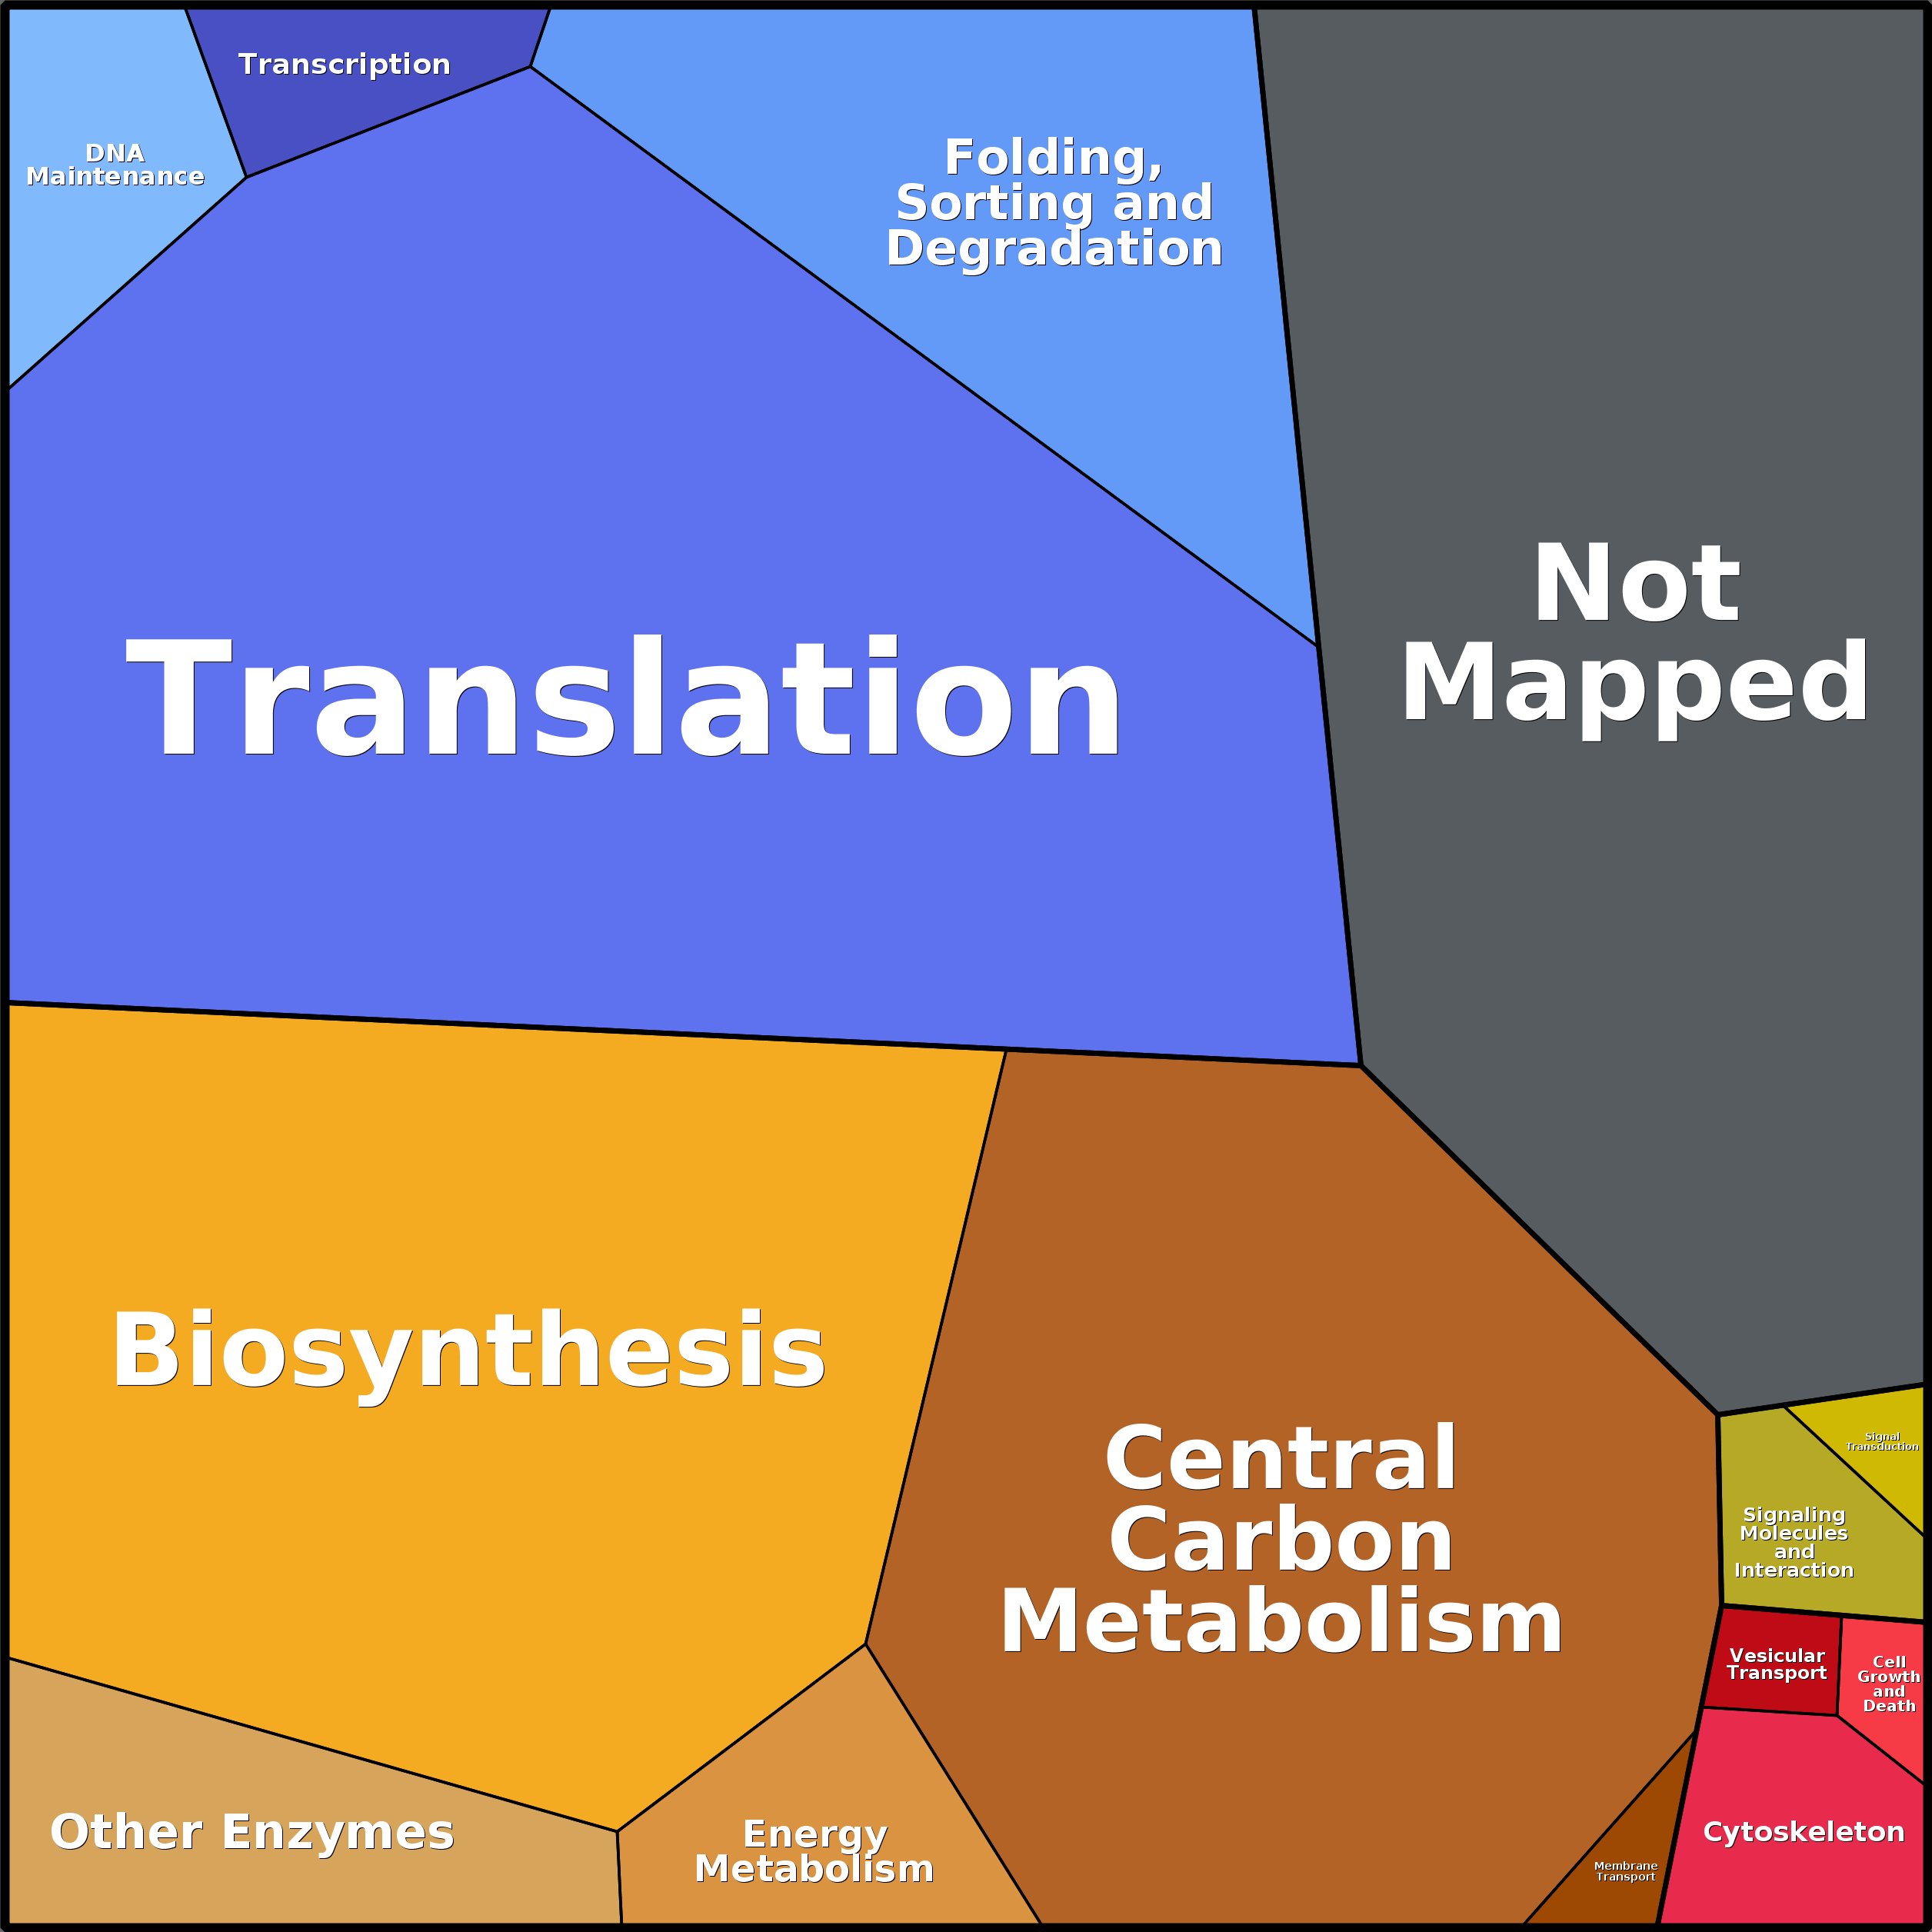 Transcription
DNA
Maintenance
Folding,
Sorting and
Degradation
Not
Mapped
Translation
Biosynthesis
Central
Carbon
Metabolism
Signal
Transduction
Signaling
Molecules
and
Interaction
Vesicular
Transport
Cell
Growth
and
Death
Other Enzymes
Energy
Metabolism
Membrane
Transport
Cytoskeleton